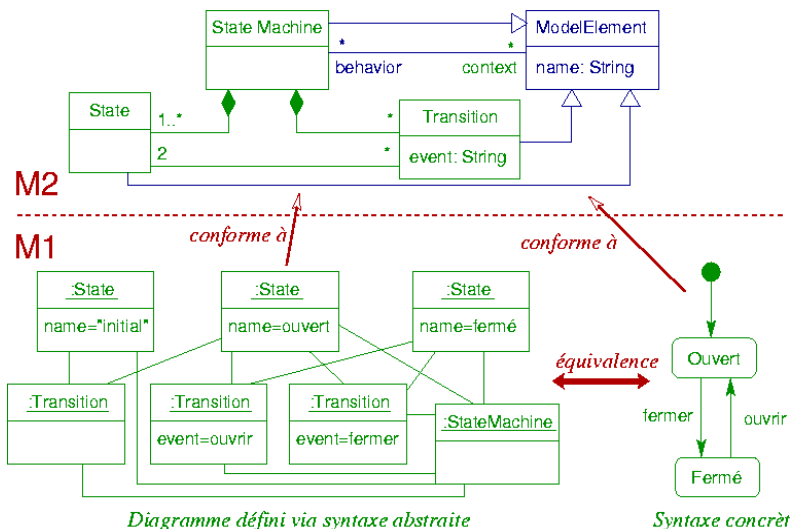 State Machine
ModelElement
*
*
behavior
context
name: String
State
1..*
*
Transition
2
*
event: String
M2
conforme à
conforme à
M1
:State
:State
:State
name="initial"
name=ouvert
name=fermé
équivalence
Ouvert
:Transition
:Transition
:Transition
:StateMachine
fermer
ouvrir
event=ouvrir
event=fermer
Fermé
Diagramme défini via syntaxe abstraite
Syntaxe concrèt